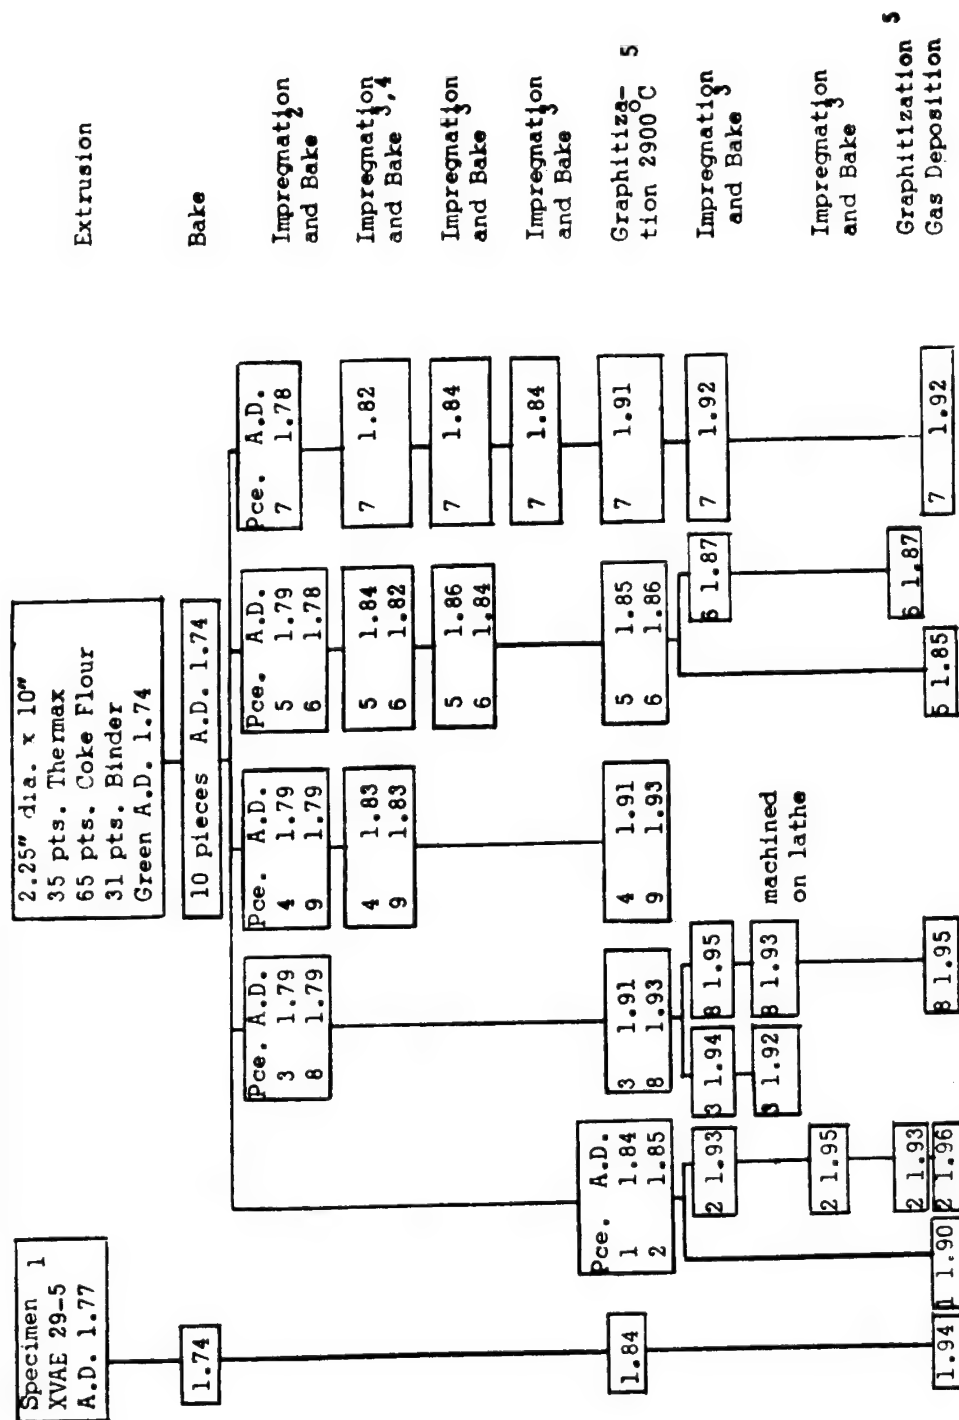 Specimen 1
XVAE 29-5
A.D. 1.77
2.25" dia. x 10"
35 pts. Thermax
65 pts. Coke Flour
31 pts. Binder
Green A.D. 1.74
Extrusion
1.74
10 pieces A.D. 1.74
Bake
Pce. A.D.
3 1.79
8 1.79
Pce. A.D.
4 1.79
9 1.79
Pce. A.D.
5 1.79
6 1.78
Pce. A.D.
7 1.78
Impregnation
and Bake 2
4 1.83
9 1.83
5 1.84
6 1.82
7 1.82
Impregnation
and Bake 3,4
5 1.86
6 1.84
7 1.84
Impregnation
and Bake 3
7 1.84
Impregnation
and Bake 3
1.84
Pce. A.D.
1 1.84
2 1.85
3 1.91
8 1.93
4 1.91
9 1.93
5 1.85
6 1.86
7 1.91
Graphitiza- 5
tion 2900°C
2 1.93
3 1.94
8 1.95
6 1.87
7 1.92
Impregnation
and Bake 3
3 1.92
8 1.93
machined
on lathe
2 1.95
Impregnation
and Bake 3
2 1.93
6 1.87
Graphitization 5
1.94
1 1.90
2 1.96
8 1.95
5 1.85
7 1.92
Gas Deposition